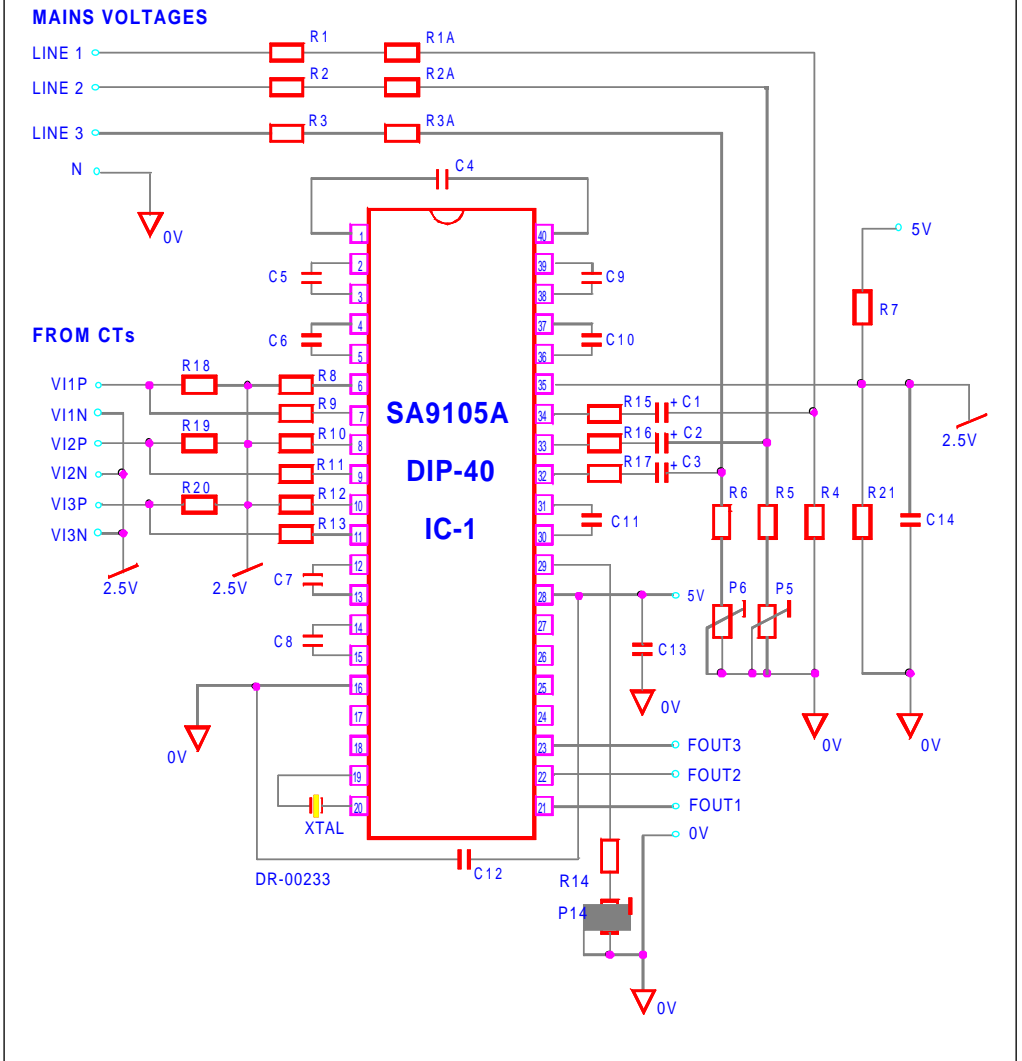 MAINS VOLTAGES
R1 R1A
LINE 1
R2 R2A
LINE 2
R3 R3A
LINE 3
N
C4
0V
1 40
5V
2 39
C5 C9
3 38
R7
4 37
FROM CTs
C6 C10
5 36
R18 R8
VI1P 6 35
R9 R15 + C1
VI1N 7 34
SA9105A
2.5V
R19 R10 R16 + C2
VI2P 8 33
R11 R17 + C3
VI2N 9 32
DIP-40
R20 R12 R6 R5 R4 R21
VI3P 10 31
R13 C11 C14
VI3N 11 30
IC-1
12 29
C7
2.5V 2.5V
13 28 5V
P6 P5
14 27
C8 C13
15 26
16 25
0V
17 24
0V 0V 0V
18 23 FOUT3
19 22 FOUT2
20 21 FOUT1
XTAL
0V
DR-00233 C12 R14
P14
0V